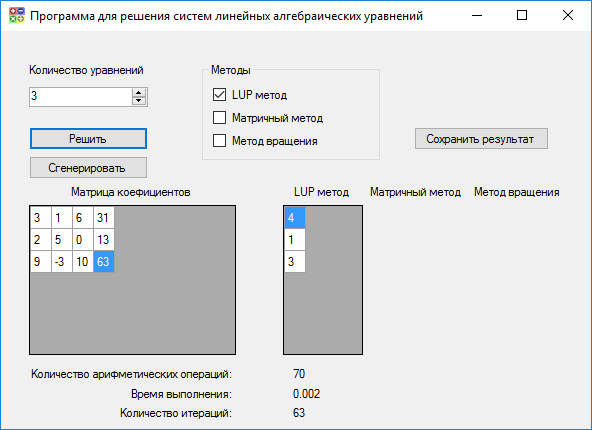 Программа для решения систем линейных алгебраических уравнений
Количество уравнений
3
Методы
LUP метод
Матричный метод
Метод вращения
Решить
Сгенерировать
Сохранить результат
Матрица коефициентов
LUP метод Матричный метод Метод вращения
3 1 6 31
2 5 0 13
9 -3 10 63
4
1
3
Количество арифметических операций: 70
Время выполнения: 0.002
Количество итераций: 63